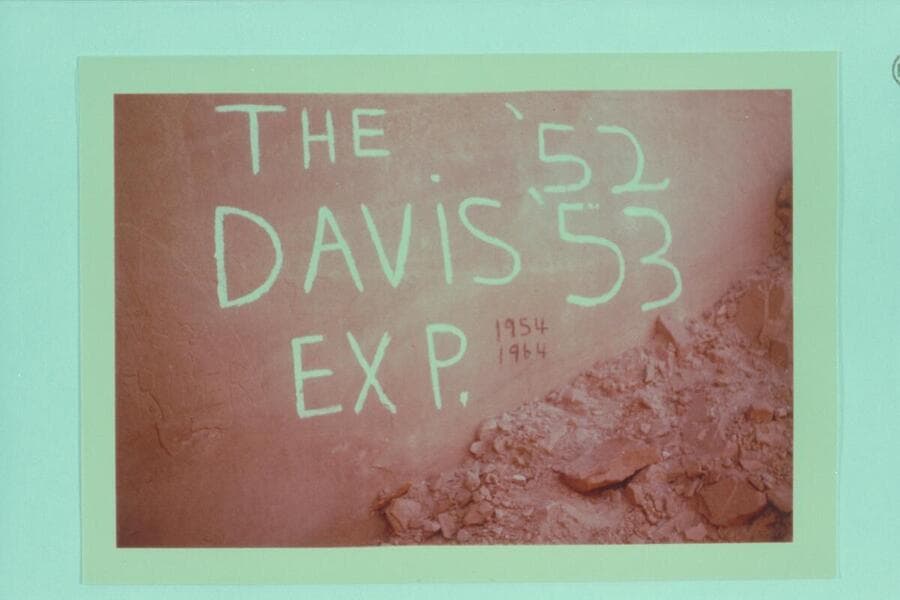 THE '52
DAViS '53
EXP.
1954
1964